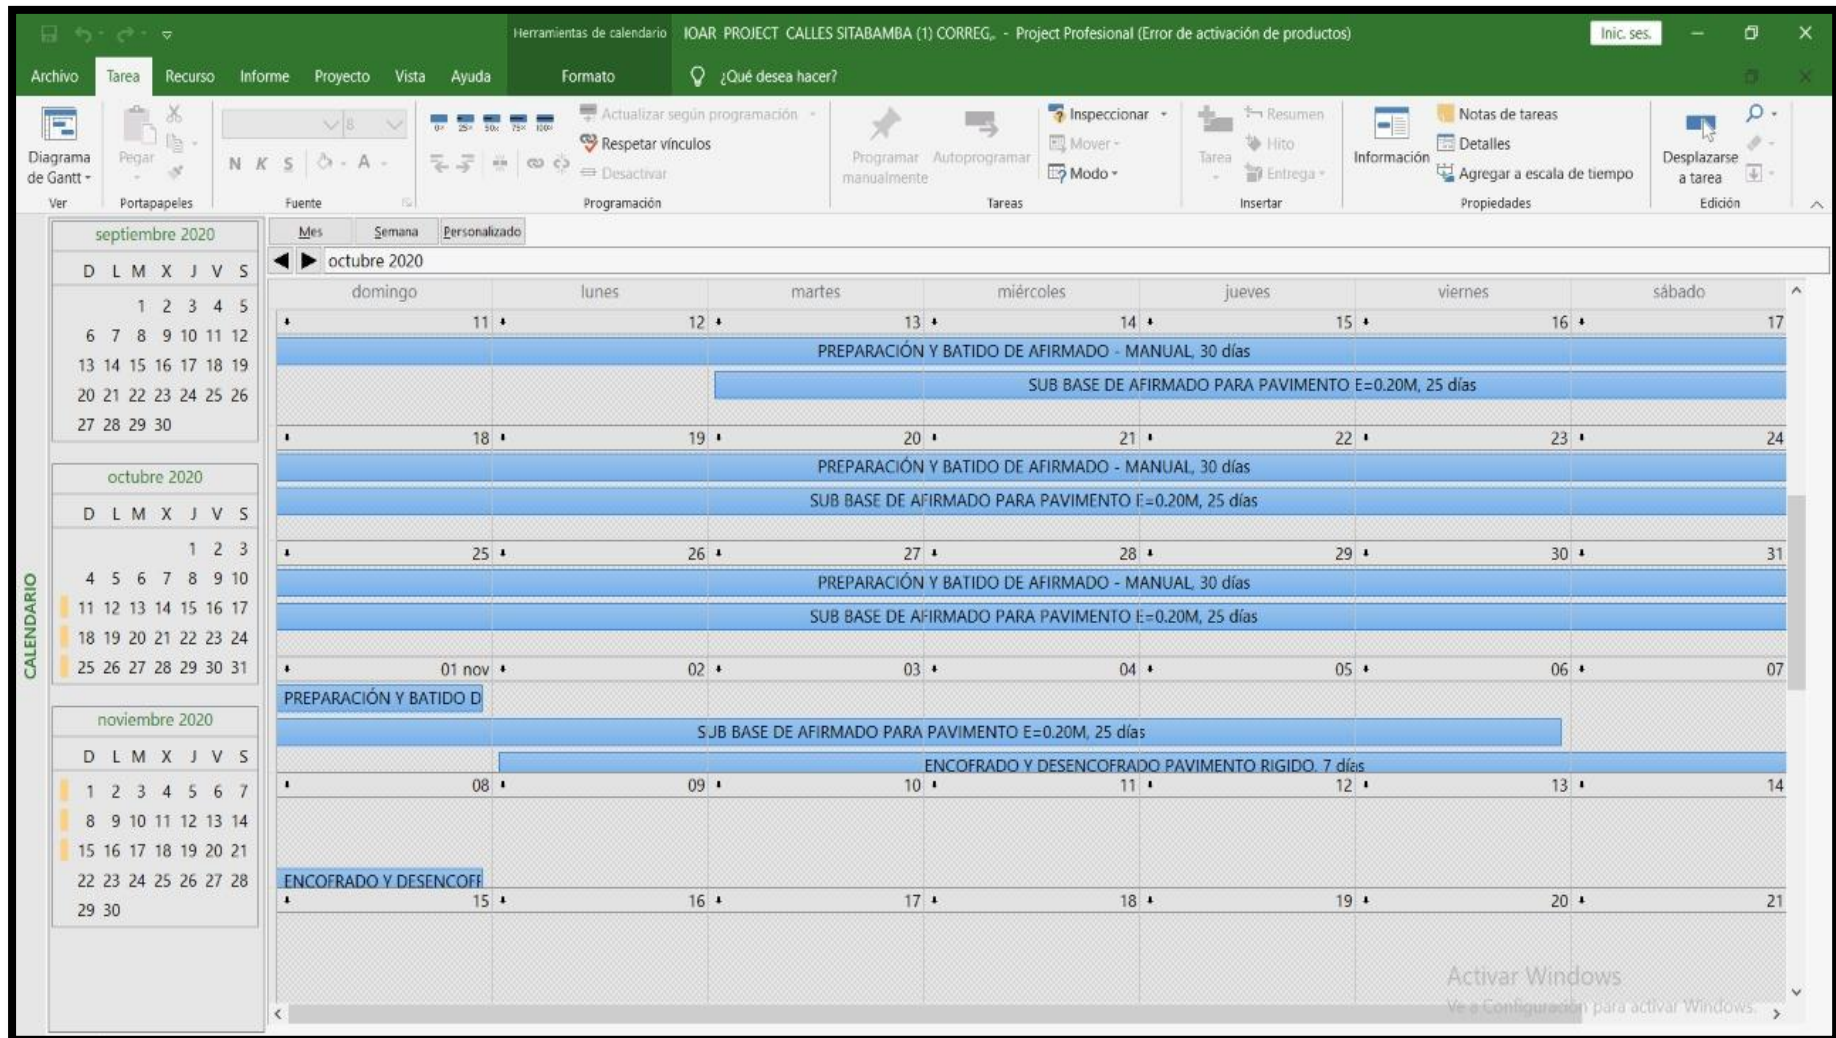 Herramientas de calendario IOAR PROJECT CALLES SITABAMBA (1) CORREG,. - Project Profesional (Error de activación de productos) Inic. ses.
Archivo Tarea Recurso Informe Proyecto Vista Ayuda Formato ¿Qué desea hacer?
Diagrama de Gantt
Ver
Pegar
Portapapeles
8
N K S A
Fuente
0× 25× 50× 75× 100×
Actualizar según programación
Respetar vínculos
Desactivar
Programación
Programar manualmente
Autoprogramar
Inspeccionar
Mover
Modo
Tareas
Tarea
Resumen
Hito
Entrega
Insertar
Información
Notas de tareas
Detalles
Agregar a escala de tiempo
Propiedades
Desplazarse a tarea
Edición
CALENDARIO
septiembre 2020
D L M X J V S
1 2 3 4 5
6 7 8 9 10 11 12
13 14 15 16 17 18 19
20 21 22 23 24 25 26
27 28 29 30
octubre 2020
D L M X J V S
1 2 3
4 5 6 7 8 9 10
11 12 13 14 15 16 17
18 19 20 21 22 23 24
25 26 27 28 29 30 31
noviembre 2020
D L M X J V S
1 2 3 4 5 6 7
8 9 10 11 12 13 14
15 16 17 18 19 20 21
22 23 24 25 26 27 28
29 30
Mes Semana Personalizado
octubre 2020
domingo lunes martes miércoles jueves viernes sábado
11 12 13 14 15 16 17
PREPARACIÓN Y BATIDO DE AFIRMADO - MANUAL, 30 días
SUB BASE DE AFIRMADO PARA PAVIMENTO E=0.20M, 25 días
18 19 20 21 22 23 24
PREPARACIÓN Y BATIDO DE AFIRMADO - MANUAL, 30 días
SUB BASE DE AFIRMADO PARA PAVIMENTO E=0.20M, 25 días
25 26 27 28 29 30 31
PREPARACIÓN Y BATIDO DE AFIRMADO - MANUAL, 30 días
SUB BASE DE AFIRMADO PARA PAVIMENTO E=0.20M, 25 días
01 nov 02 03 04 05 06 07
PREPARACIÓN Y BATIDO D
SUB BASE DE AFIRMADO PARA PAVIMENTO E=0.20M, 25 días
ENCOFRADO Y DESENCOFRADO PAVIMENTO RIGIDO. 7 días
08 09 10 11 12 13 14
ENCOFRADO Y DESENCOFF
15 16 17 18 19 20 21
Activar Windows
Ve a Configuración para activar Windows.